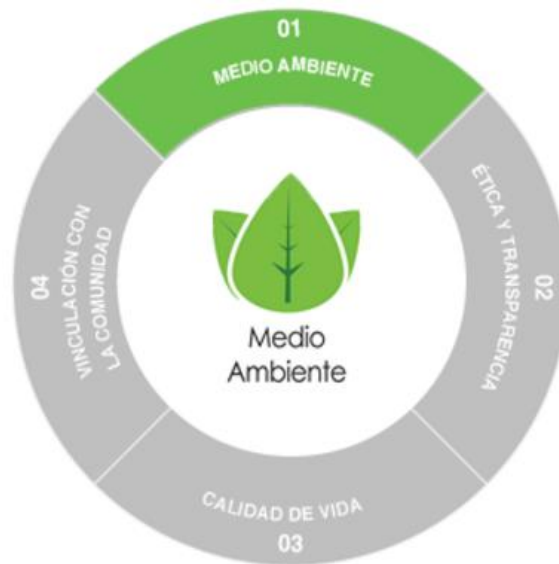 01
MEDIO AMBIENTE
ÉTICA Y TRANSPARENCIA
02
CALIDAD DE VIDA
03
VINCULACIÓN CON
LA COMUNIDAD
04
Medio
Ambiente